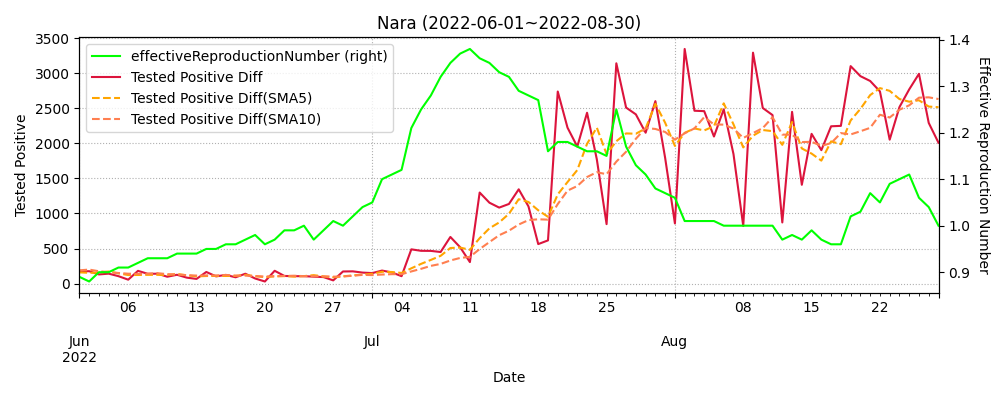 Nara (2022-06-01~2022-08-30)
effectiveReproductionNumber (right)
Tested Positive Diff
Tested Positive Diff(SMA5)
Tested Positive Diff(SMA10)
Tested Positive
3500
3000
2500
2000
1500
1000
500
0
1.4
1.3
1.2
1.1
1.0
0.9
Effective Reproduction Number
06 13 20 27 04 11 18 25 08 15 22
Jun Jul Aug
2022
Date